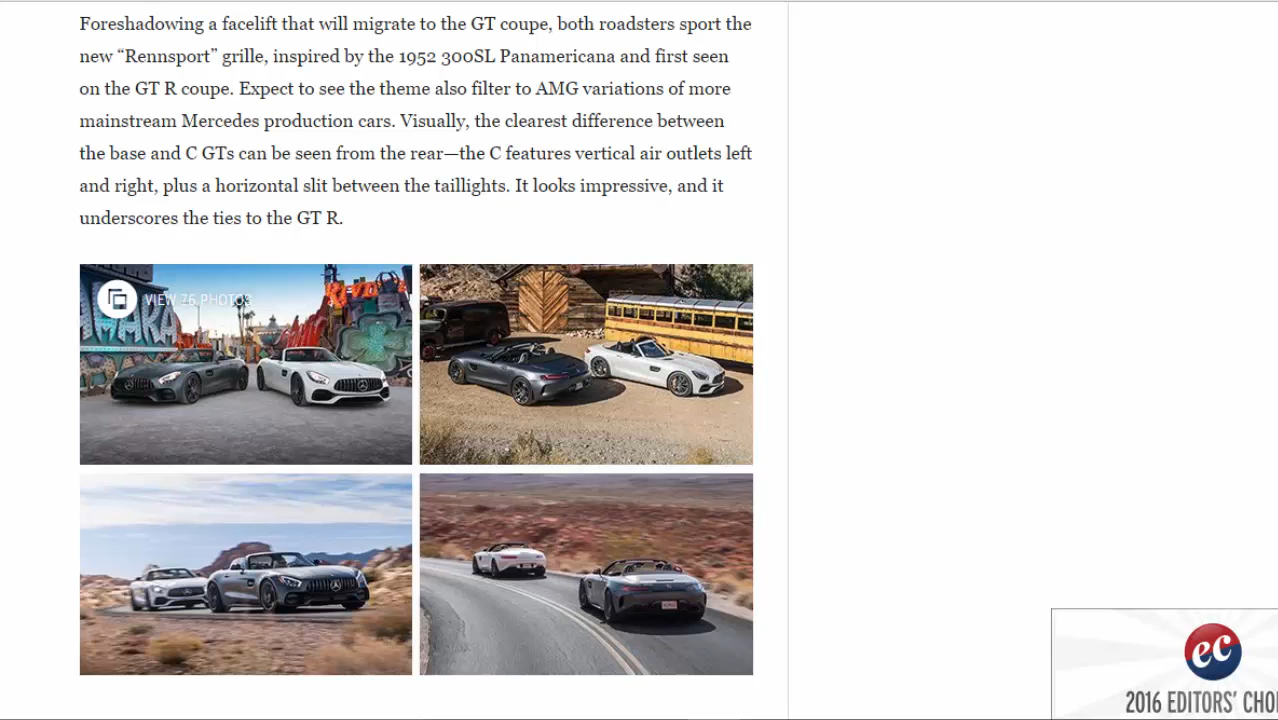 Foreshadowing a facelift that will migrate to the GT coupe, both roadsters sport the
new “Rennsport” grille, inspired by the 1952 300SL Panamericana and first seen
on the GT R coupe. Expect to see the theme also filter to AMG variations of more
mainstream Mercedes production cars. Visually, the clearest difference between
the base and C GTs can be seen from the rear—the C features vertical air outlets left
and right, plus a horizontal slit between the taillights. It looks impressive, and it
underscores the ties to the GT R.
VIEW 76 PHOTOS
ec
2016 EDITORS’ CHO